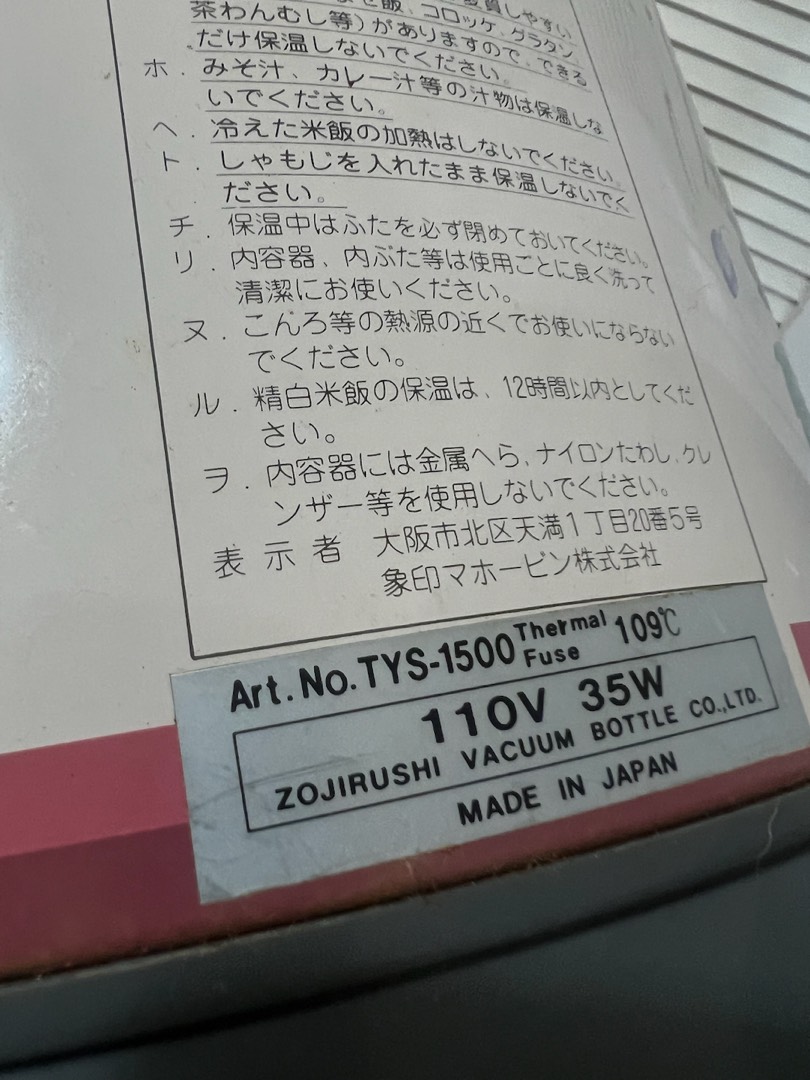 ぜ飯、コロッケ、グラタン、
茶わんむし等)がありますので、できる
だけ保温しないでください。
ホ. みそ汁、カレー汁等の汁物は保温しな
いでください。
ヘ. 冷えた米飯の加熱はしないでください。
ト. しゃもじを入れたまま保温しないでく
ださい。
チ. 保温中はふたを必ず閉めておいてください。
リ. 内容器、内ぶた等は使用ごとに良く洗って
清潔にお使いください。
ヌ. こんろ等の熱源の近くでお使いにならない
でください。
ル. 精白米飯の保温は、12時間以内としてくだ
さい。
ヲ. 内容器には金属へら、ナイロンたわし、クレ
ンザー等を使用しないでください。
表示者 大阪市北区天満1丁目20番5号
象印マホービン株式会社
Art. No. TYS-1500 Thermal Fuse 109℃
110V 35W
ZOJIRUSHI VACUUM BOTTLE CO.,LTD.
MADE IN JAPAN